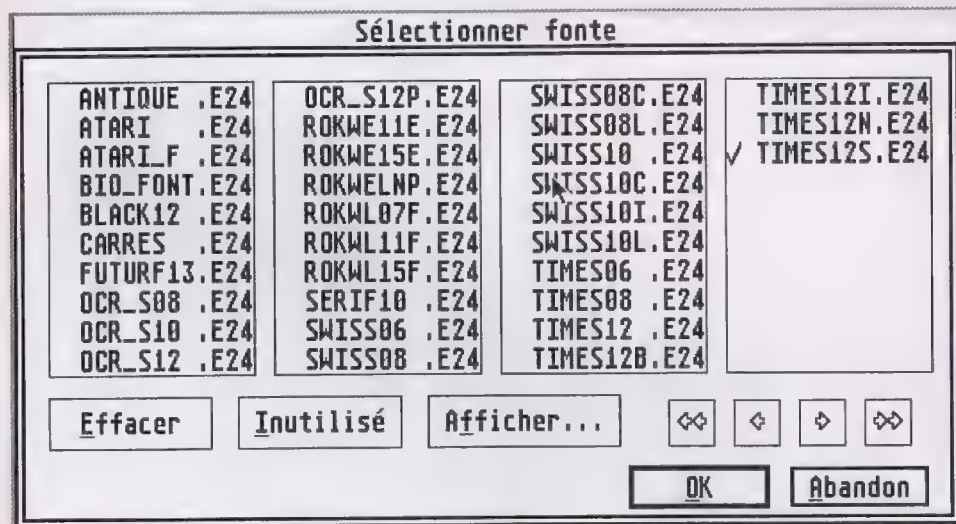 Sélectionner fonte
ANTIQUE .E24
ATARI .E24
ATARI_F .E24
BIO_FONT.E24
BLACK12 .E24
CARRES .E24
FUTURF13.E24
OCR_S08 .E24
OCR_S10 .E24
OCR_S12 .E24
OCR_S12P.E24
ROKWE11E.E24
ROKWE15E.E24
ROKWELNP.E24
ROKWL07F.E24
ROKWL11F.E24
ROKWL15F.E24
SERIF10 .E24
SWISS06 .E24
SWISS08 .E24
SWISS08C.E24
SWISS08L.E24
SWISS10 .E24
SWISS10C.E24
SWISS10I.E24
SWISS10L.E24
TIMES06 .E24
TIMES08 .E24
TIMES12 .E24
TIMES12B.E24
TIMES12I.E24
TIMES12N.E24
√ TIMES12S.E24
Effacer Inutilisé Afficher...
OK Abandon